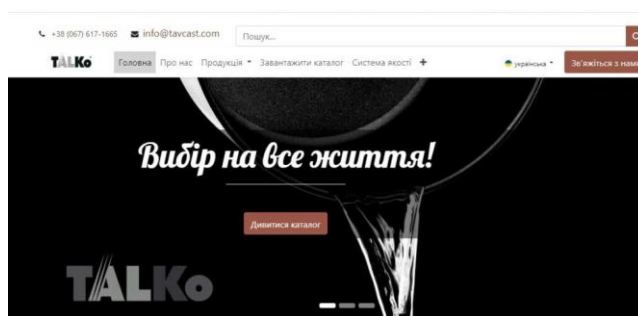 +38 (067) 617-1665 info@tavcast.com Пошук...
TALKo Головна Про нас Продукція Завантажити каталог Система якості + українська Зв'яжіться з нами
Вибір на все життя!
Дивитися каталог
TALKo